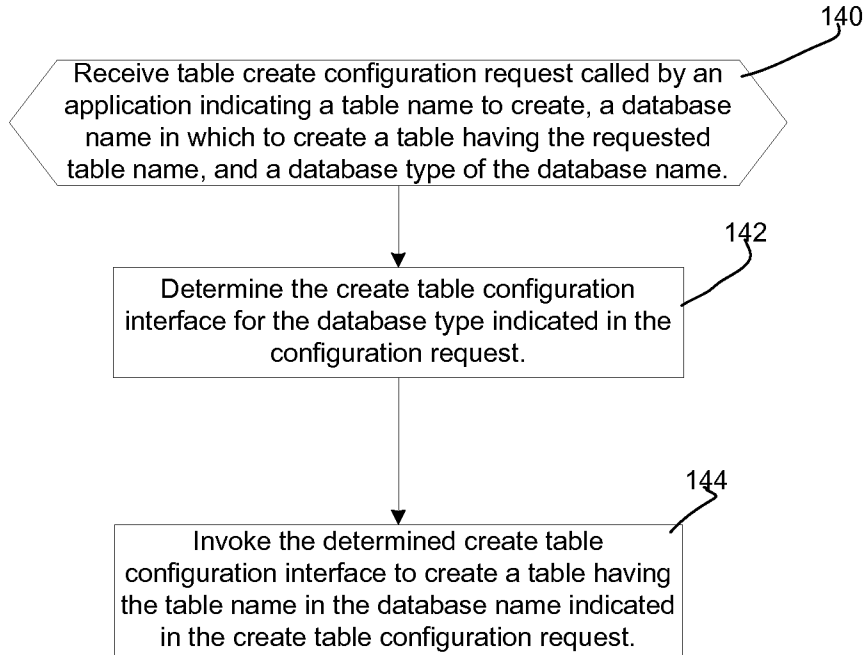 140
Receive table create configuration request called by an
application indicating a table name to create, a database
name in which to create a table having the requested
table name, and a database type of the database name.
142
Determine the create table configuration
interface for the database type indicated in the
configuration request.
144
Invoke the determined create table
configuration interface to create a table having
the table name in the database name indicated
in the create table configuration request.